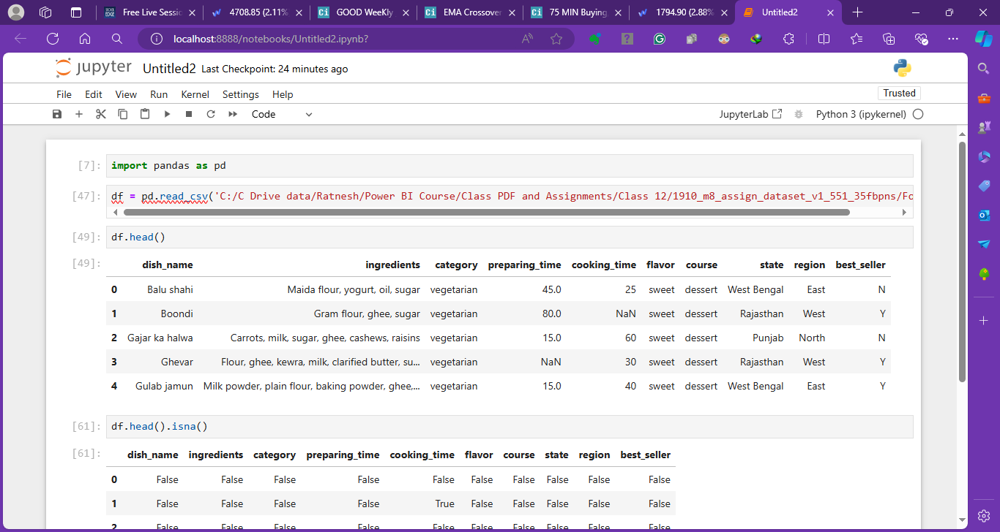 Free Live Sessic
4708.85 (2.11%
Ci GOOD WeeKly
Ci EMA Crossover
Ci 75 MIN Buying
1794.90 (2.88%
Untitled2
localhost:8888/notebooks/Untitled2.ipynb?
jupyter Untitled2 Last Checkpoint: 24 minutes ago
File Edit View Run Kernel Settings Help Trusted
Code JupyterLab Python 3 (ipykernel)
[7]: import pandas as pd
[47]: df = pd.read_csv('C:/C Drive data/Ratnesh/Power BI Course/Class PDF and Assignments/Class 12/1910_m8_assign_dataset_v1_551_35fbpns/Fo
[49]: df.head()
[49]: dish_name ingredients category preparing_time cooking_time flavor course state region best_seller
0 Balu shahi Maida flour, yogurt, oil, sugar vegetarian 45.0 25 sweet dessert West Bengal East N
1 Boondi Gram flour, ghee, sugar vegetarian 80.0 NaN sweet dessert Rajasthan West Y
2 Gajar ka halwa Carrots, milk, sugar, ghee, cashews, raisins vegetarian 15.0 60 sweet dessert Punjab North N
3 Ghevar Flour, ghee, kewra, milk, clarified butter, su... vegetarian NaN 30 sweet dessert Rajasthan West Y
4 Gulab jamun Milk powder, plain flour, baking powder, ghee,... vegetarian 15.0 40 sweet dessert West Bengal East Y
[61]: df.head().isna()
[61]: dish_name ingredients category preparing_time cooking_time flavor course state region best_seller
0 False False False False False False False False False False
1 False False False False True False False False False False
2 False False False False False False False False False False